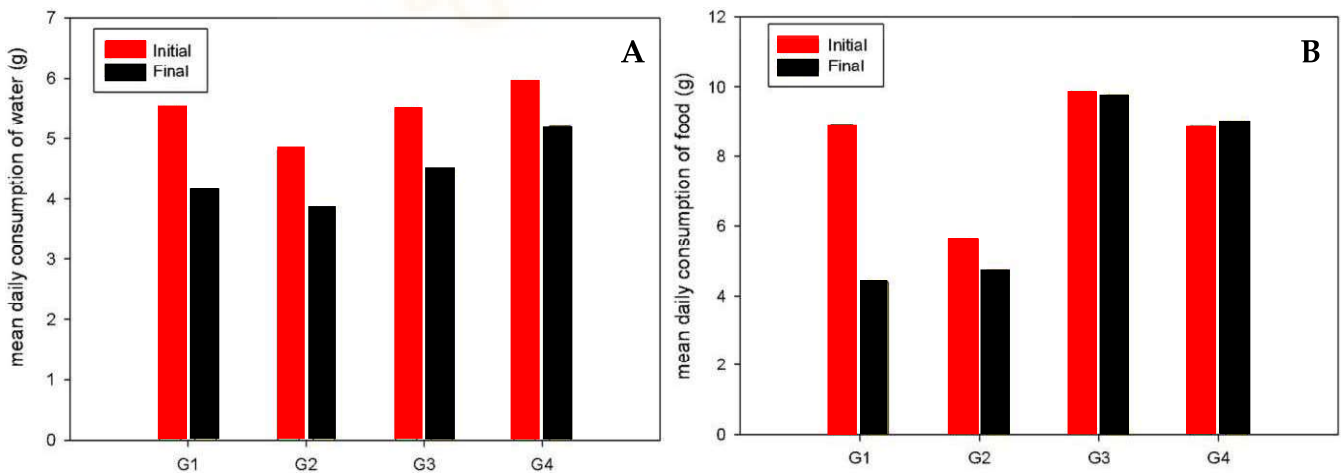 A
Initial
Final
mean daily consumption of water (g)
7
6
5
4
3
2
1
0
G1 G2 G3 G4
B
Initial
Final
mean daily consumption of food (g)
12
10
8
6
4
2
0
G1 G2 G3 G4